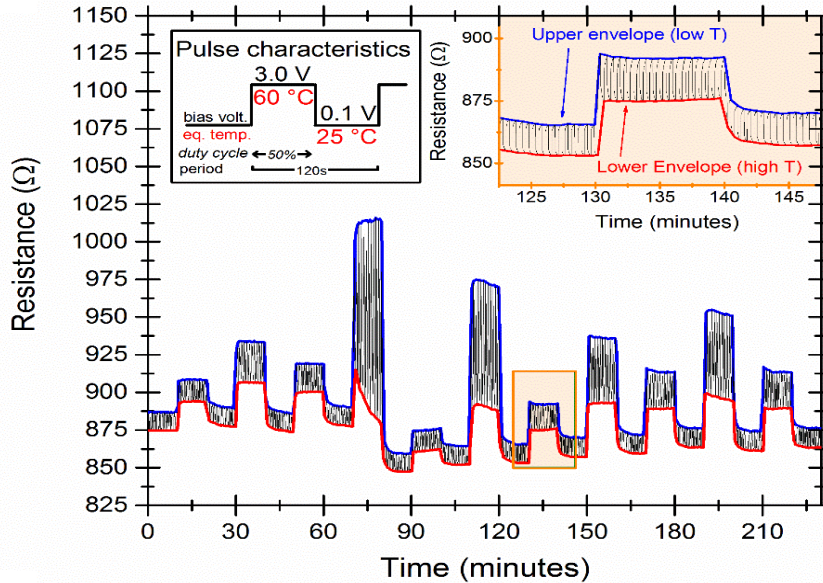 1150
1125
1100
1075
1050
1025
1000
975
950
925
900
875
850
825
Resistance (Ω)
0 30 60 90 120 150 180 210
Time (minutes)
Pulse characteristics
3.0 V
60 °C
0.1 V
25 °C
bias volt.
eq. temp.
duty cycle
50%
period
120s
900
875
850
Resistance (Ω)
Upper envelope (low T)
Lower Envelope (high T)
125 130 135 140 145
Time (minutes)